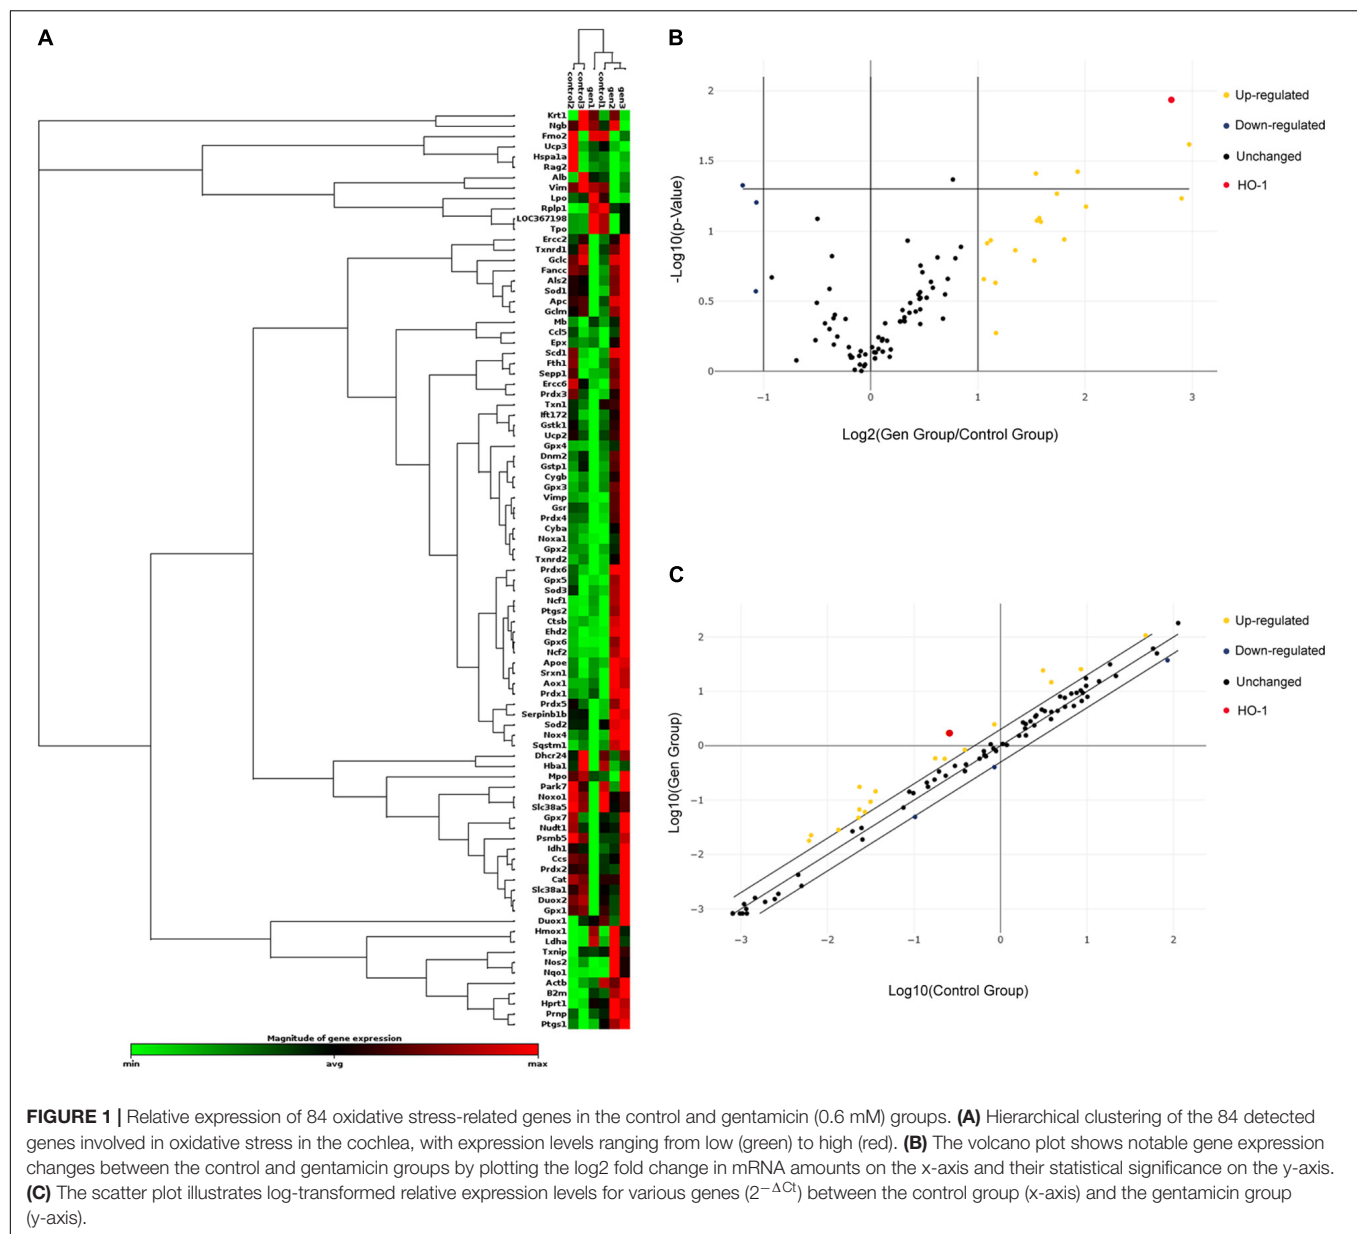 A
control2
control3
gen1
control1
gen2
gen3
Krt1
Ngb
Fmo2
Ucp3
Hspa1a
Rag2
Alb
Vim
Lpo
Rplp1
LOC367198
Tpo
Ercc2
Txnrd1
Gclc
Fancc
Als2
Sod1
Apc
Gclm
Mb
Ccl5
Epx
Scd1
Fth1
Sepp1
Ercc6
Prdx3
Txn1
Ift172
Gstk1
Ucp2
Gpx4
Dnm2
Gstp1
Cygb
Gpx3
Vimp
Gsr
Prdx4
Cyba
Noxa1
Gpx2
Txnrd2
Prdx6
Gpx5
Sod3
Ncf1
Ptgs2
Ctsb
Ehd2
Gpx6
Ncf2
Apoe
Srxn1
Aox1
Prdx1
Prdx5
Serpinb1b
Sod2
Nox4
Sqstm1
Dhcr24
Hba1
Mpo
Park7
Noxo1
Slc38a5
Gpx7
Nudt1
Psmb5
Idh1
Ccs
Prdx2
Cat
Slc38a1
Duox2
Gpx1
Duox1
Hmox1
Ldha
Txnip
Nos2
Nqo1
Actb
B2m
Hprt1
Prnp
Ptgs1
Magnitude of gene expression
min avg max
B
2
1.5
1
0.5
0
−1 0 1 2 3
-Log10(p-Value)
Log2(Gen Group/Control Group)
Up-regulated
Down-regulated
Unchanged
HO-1
C
2
1
0
−1
−2
−3
−3 −2 −1 0 1 2
Log10(Gen Group)
Log10(Control Group)
Up-regulated
Down-regulated
Unchanged
HO-1
FIGURE 1 | Relative expression of 84 oxidative stress-related genes in the control and gentamicin (0.6 mM) groups. (A) Hierarchical clustering of the 84 detected
genes involved in oxidative stress in the cochlea, with expression levels ranging from low (green) to high (red). (B) The volcano plot shows notable gene expression
changes between the control and gentamicin groups by plotting the log2 fold change in mRNA amounts on the x-axis and their statistical significance on the y-axis.
(C) The scatter plot illustrates log-transformed relative expression levels for various genes (2−ΔCt) between the control group (x-axis) and the gentamicin group
(y-axis).